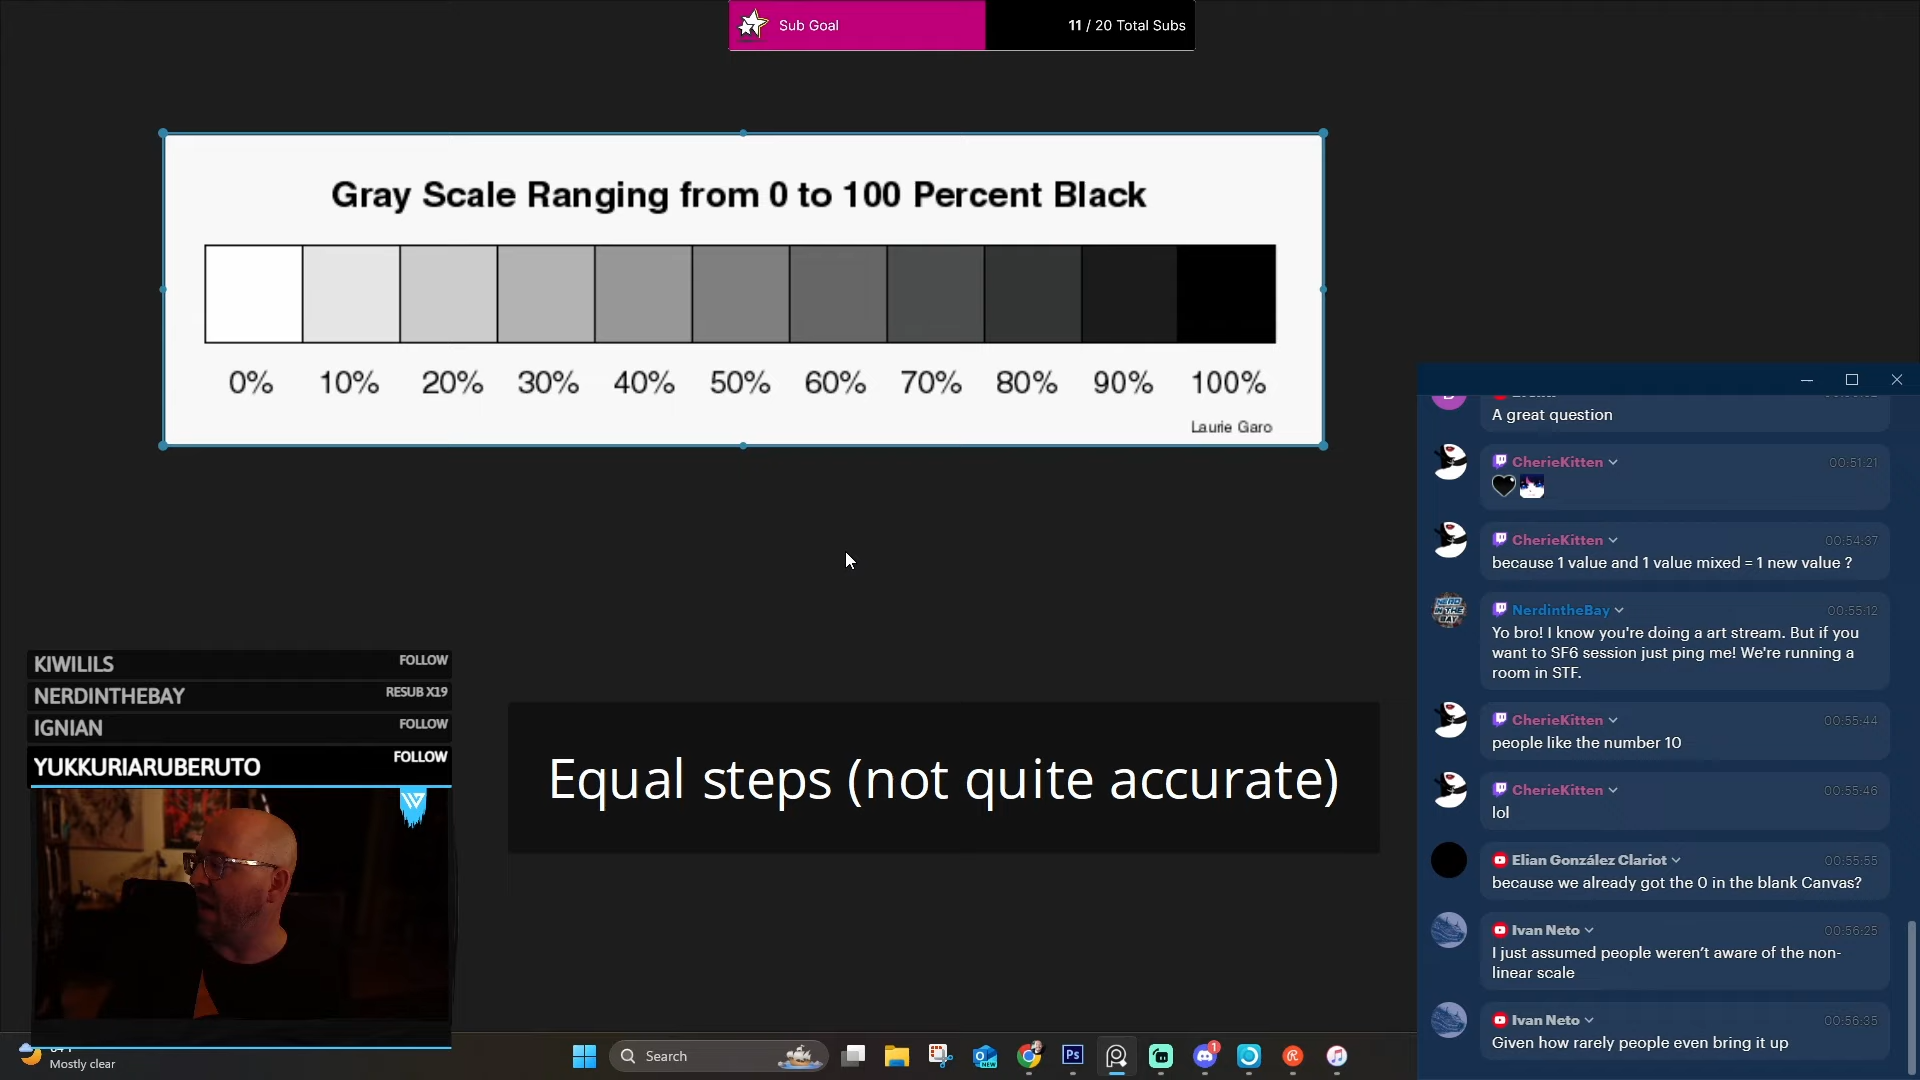 Sub Goal
11 / 20 Total Subs
Gray Scale Ranging from 0 to 100 Percent Black
0% 10% 20% 30% 40% 50% 60% 70% 80% 90% 100%
Laurie Garo
A great question
CherieKitten 00:51:21
CherieKitten 00:54:37
because 1 value and 1 value mixed = 1 new value ?
NerdintheBay 00:55:12
Yo bro! I know you're doing a art stream. But if you
want to SF6 session just ping me! We're running a
room in STF.
CherieKitten 00:55:44
people like the number 10
CherieKitten 00:55:46
lol
Elian González Clariot 00:55:55
because we already got the 0 in the blank Canvas?
Ivan Neto 00:56:25
I just assumed people weren't aware of the non-
linear scale
Ivan Neto 00:56:35
Given how rarely people even bring it up
KIWILILS FOLLOW
NERDINTHEBAY RESUB X19
IGNIAN FOLLOW
YUKKURIARUBERUTO FOLLOW
Equal steps (not quite accurate)
Mostly clear
Search
NEW
Ps
1